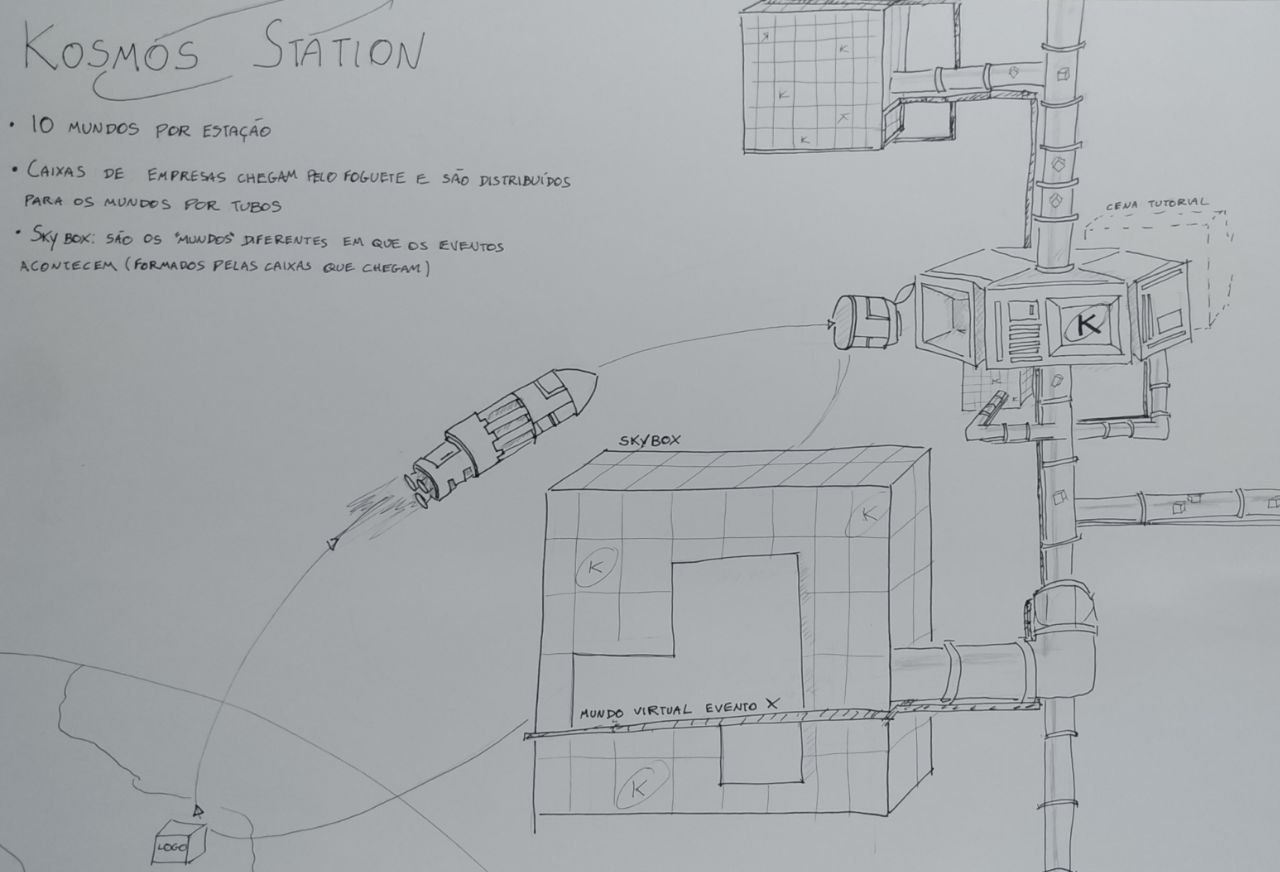 KOSMOS STATION
• 10 MUNDOS POR ESTAÇÃO
• CAIXAS DE EMPRESAS CHEGAM PELO FOGUETE E SÃO DISTRIBUÍDOS
PARA OS MUNDOS POR TUBOS
• SKY BOX: SÃO OS "MUNDOS" DIFERENTES EM QUE OS EVENTOS
ACONTECEM (FORMADOS PELAS CAIXAS QUE CHEGAM)
K
K
K
K
K
CENA TUTORIAL
K
K
K
SKYBOX
K
K
MUNDO VIRTUAL EVENTO X
K
LOGO